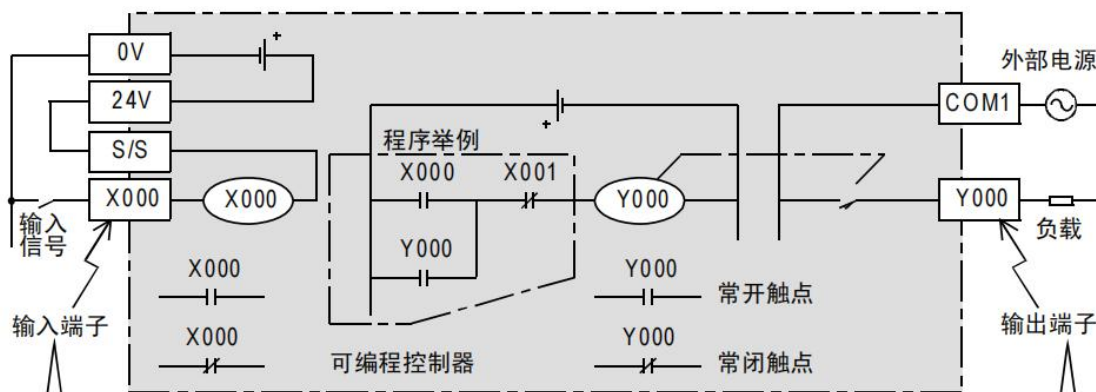 0V
外部电源
24V
COM1
程序举例
S/S
X000
X001
X000
X000
Y000
Y000
输入
信号
Y000
负载
X000
Y000
常开触点
输入端子
输出端子
X000
Y000
可编程控制器
常闭触点